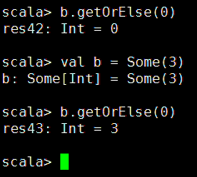 scala> b.getOrElse(0)
res42: Int = 0
scala> val b = Some(3)
b: Some[Int] = Some(3)
scala> b.getOrElse(0)
res43: Int = 3
scala>